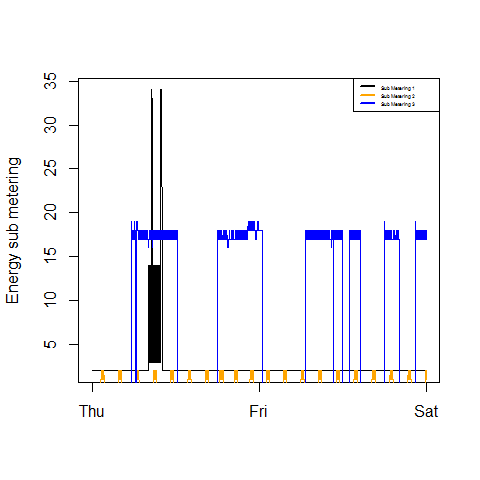 Sub Metering 1
Sub Metering 2
Sub Metering 3
Energy sub metering
35
30
25
20
15
10
5
Thu Fri Sat